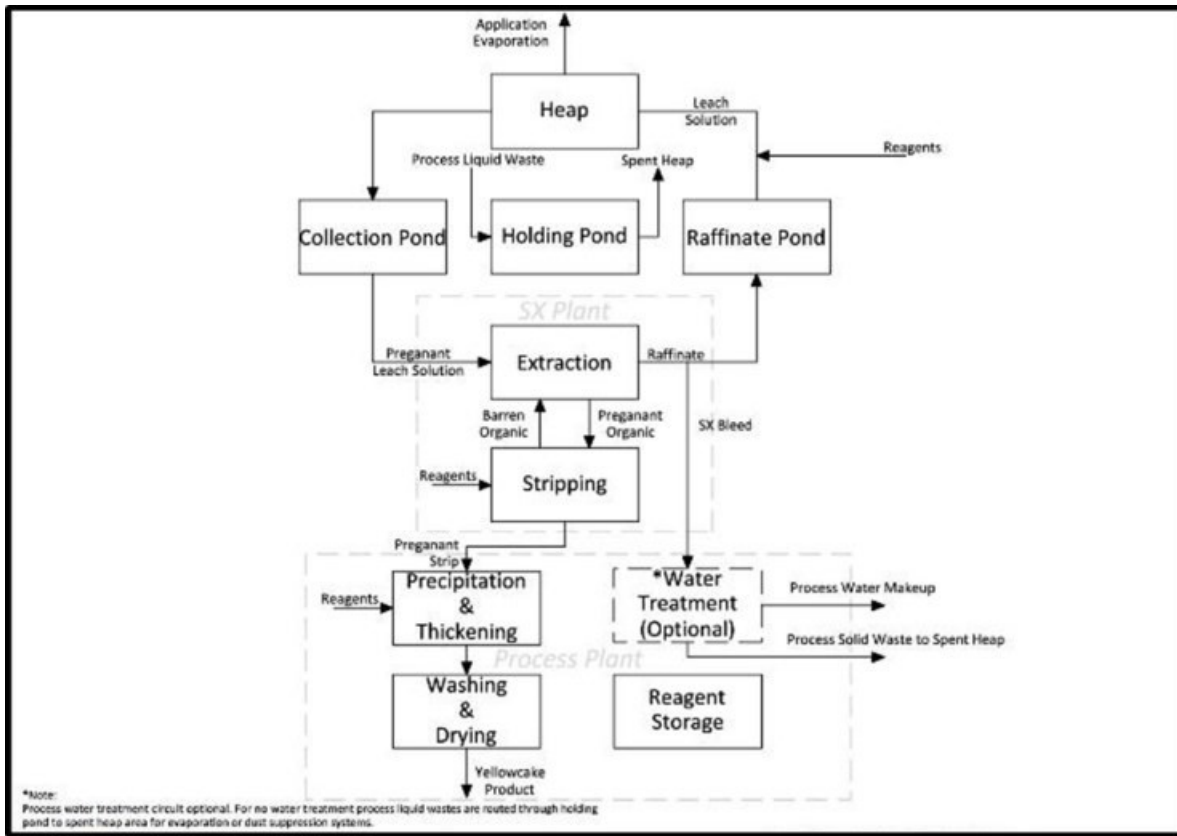 Application
Evaporation
Heap
Leach
Solution
Reagents
Process Liquid Waste
Spent Heap
Collection Pond
Holding Pond
Raffinate Pond
SX Plant
Preganant
Leach Solution
Extraction
Raffinate
Barren
Organic
Preganant
Organic
SX Bleed
Reagents
Stripping
Preganant
Strip
Reagents
Precipitation
&
Thickening
*Water
Treatment
(Optional)
Process Water Makeup
Process Solid Waste to Spent Heap
Process Plant
Washing
&
Drying
Reagent
Storage
Yellowcake
Product
*Note:
Process water treatment circuit optional. For no water treatment process liquid wastes are routed through holding
pond to spent heap area for evaporation or dust suppression systems.